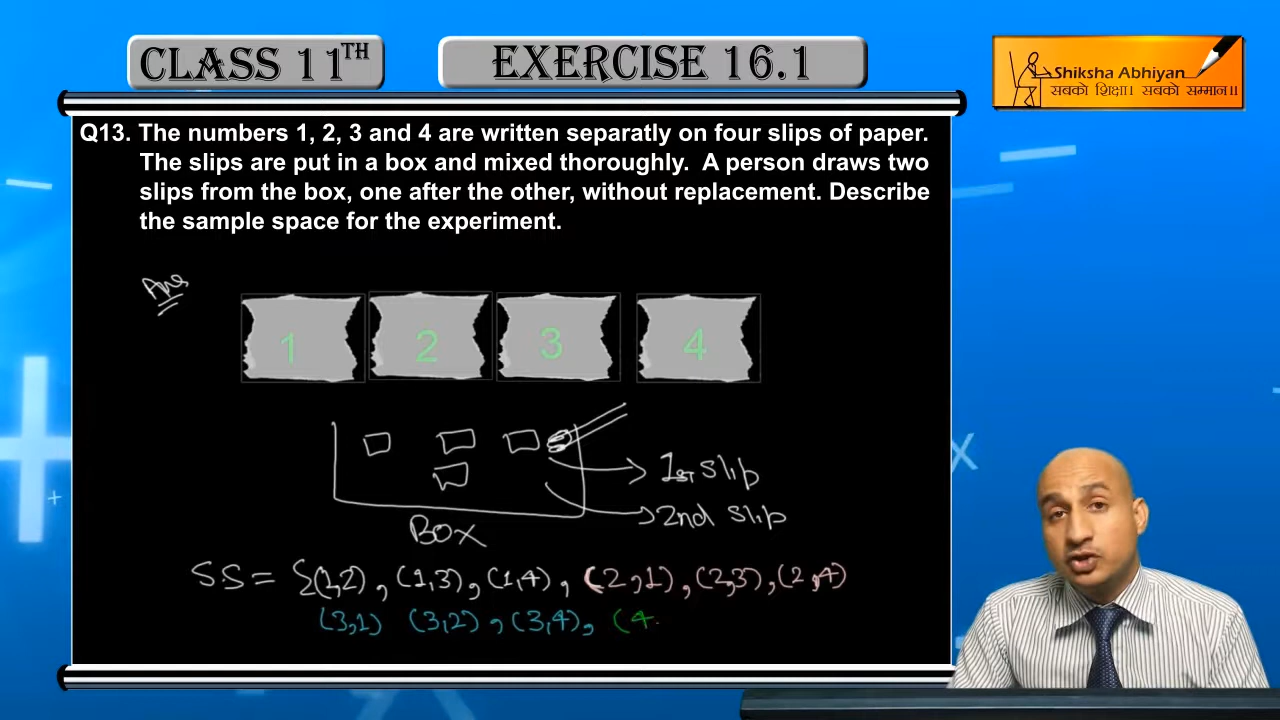 CLASS 11TH
EXERCISE 16.1
Shiksha Abhiyan
सबको शिक्षा। सबको सम्मान।।
Q13. The numbers 1, 2, 3 and 4 are written separatly on four slips of paper.
The slips are put in a box and mixed thoroughly. A person draws two
slips from the box, one after the other, without replacement. Describe
the sample space for the experiment.
Ans
1 2 3 4
1st slip
2nd slip
BOX
SS = {(1,2), (1,3), (1,4), (2,1), (2,3), (2,4)
(3,1) (3,2), (3,4), (4